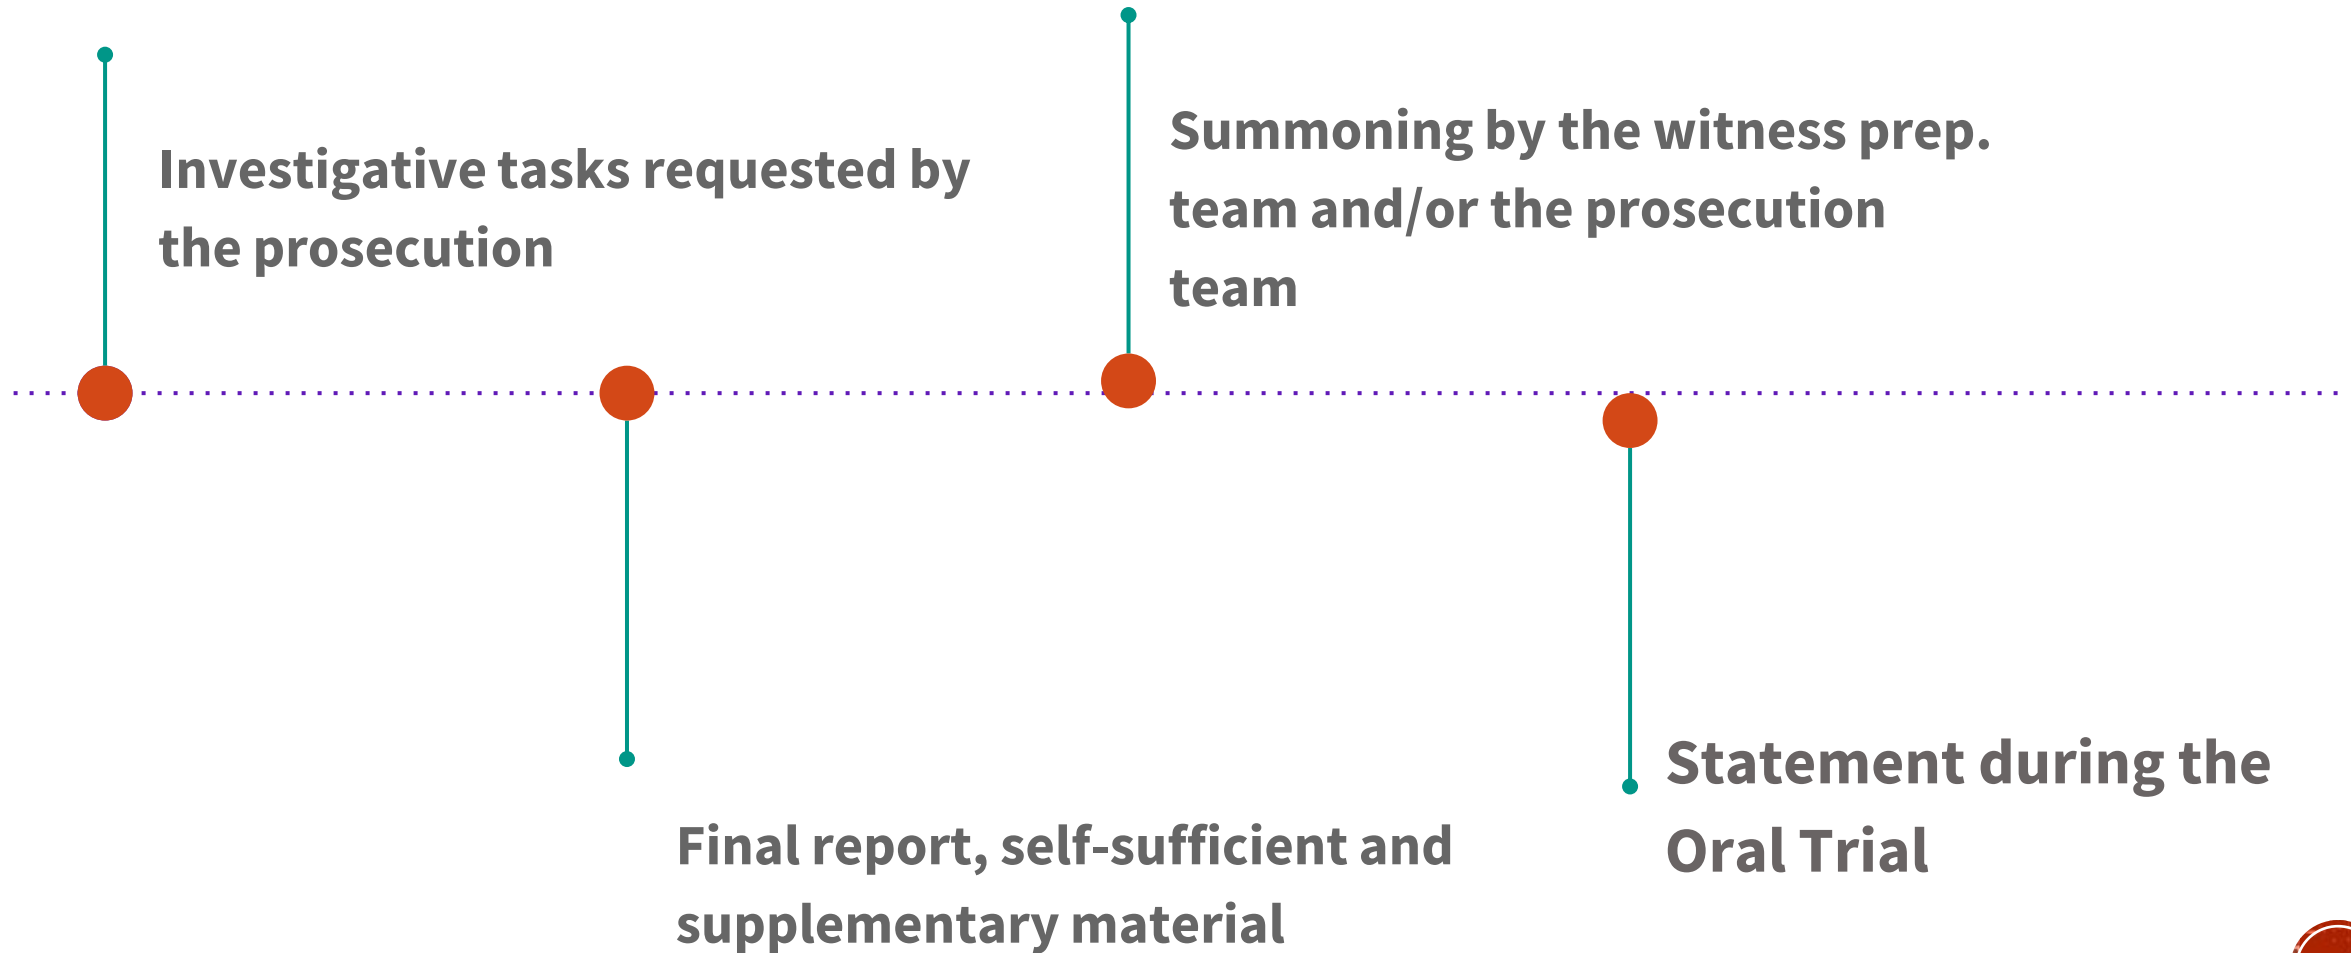 Investigative tasks requested by
the prosecution
Summoning by the witness prep.
team and/or the prosecution
team
Final report, self-sufficient and
supplementary material
Statement during the
Oral Trial